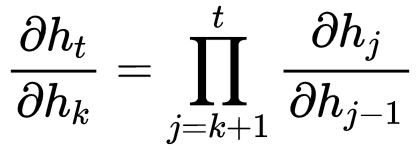 ∂h_t/∂h_k = ∏_{j=k+1}^{t} ∂h_j/∂h_{j−1}